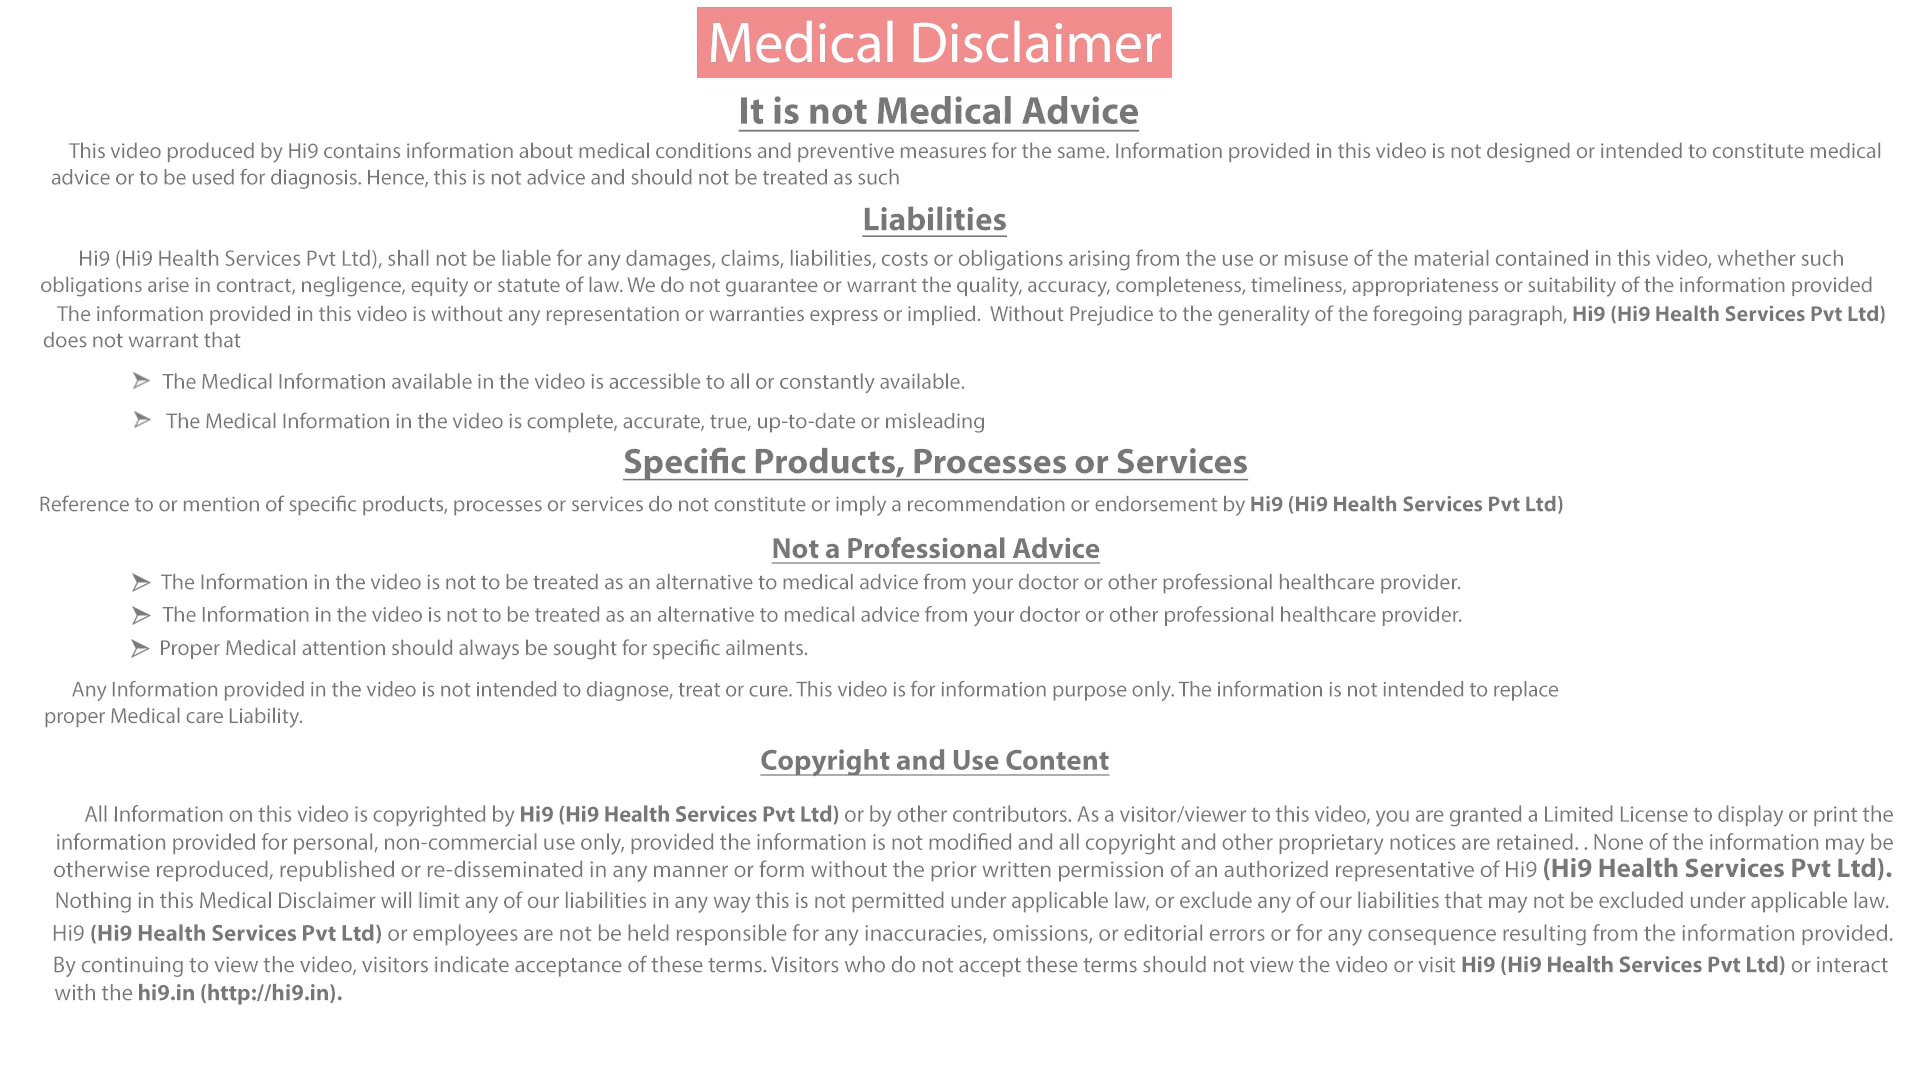 Medical Disclaimer
It is not Medical Advice
This video produced by Hi9 contains information about medical conditions and preventive measures for the same. Information provided in this video is not designed or intended to constitute medical
advice or to be used for diagnosis. Hence, this is not advice and should not be treated as such
Liabilities
Hi9 (Hi9 Health Services Pvt Ltd), shall not be liable for any damages, claims, liabilities, costs or obligations arising from the use or misuse of the material contained in this video, whether such
obligations arise in contract, negligence, equity or statute of law. We do not guarantee or warrant the quality, accuracy, completeness, timeliness, appropriateness or suitability of the information provided
The information provided in this video is without any representation or warranties express or implied. Without Prejudice to the generality of the foregoing paragraph, Hi9 (Hi9 Health Services Pvt Ltd)
does not warrant that
➢ The Medical Information available in the video is accessible to all or constantly available.
➢ The Medical Information in the video is complete, accurate, true, up-to-date or misleading
Specific Products, Processes or Services
Reference to or mention of specific products, processes or services do not constitute or imply a recommendation or endorsement by Hi9 (Hi9 Health Services Pvt Ltd)
Not a Professional Advice
➢ The Information in the video is not to be treated as an alternative to medical advice from your doctor or other professional healthcare provider.
➢ The Information in the video is not to be treated as an alternative to medical advice from your doctor or other professional healthcare provider.
➢ Proper Medical attention should always be sought for specific ailments.
Any Information provided in the video is not intended to diagnose, treat or cure. This video is for information purpose only. The information is not intended to replace
proper Medical care Liability.
Copyright and Use Content
All Information on this video is copyrighted by Hi9 (Hi9 Health Services Pvt Ltd) or by other contributors. As a visitor/viewer to this video, you are granted a Limited License to display or print the
information provided for personal, non-commercial use only, provided the information is not modified and all copyright and other proprietary notices are retained. . None of the information may be
otherwise reproduced, republished or re-disseminated in any manner or form without the prior written permission of an authorized representative of Hi9 (Hi9 Health Services Pvt Ltd).
Nothing in this Medical Disclaimer will limit any of our liabilities in any way this is not permitted under applicable law, or exclude any of our liabilities that may not be excluded under applicable law.
Hi9 (Hi9 Health Services Pvt Ltd) or employees are not be held responsible for any inaccuracies, omissions, or editorial errors or for any consequence resulting from the information provided.
By continuing to view the video, visitors indicate acceptance of these terms. Visitors who do not accept these terms should not view the video or visit Hi9 (Hi9 Health Services Pvt Ltd) or interact
with the hi9.in (http://hi9.in).